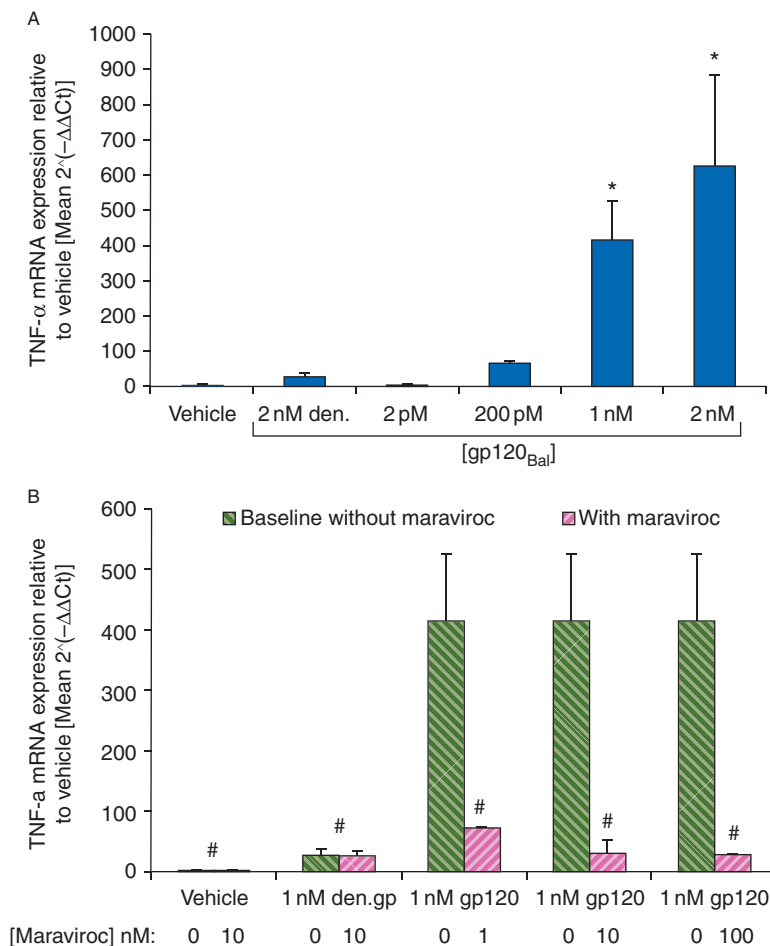 A
TNF-α mRNA expression relative
to vehicle [Mean 2^(−ΔΔCt)]
1000
900
800
700
600
500
400
300
200
100
0
*
*
Vehicle 2 nM den. 2 pM 200 pM 1 nM 2 nM
[gp120Bal]
B
TNF-a mRNA expression relative
to vehicle [Mean 2^(−ΔΔCt)]
600
500
400
300
200
100
0
Baseline without maraviroc With maraviroc
# # # # #
Vehicle 1 nM den.gp 1 nM gp120 1 nM gp120 1 nM gp120
[Maraviroc] nM: 0 10 0 10 0 1 0 10 0 100